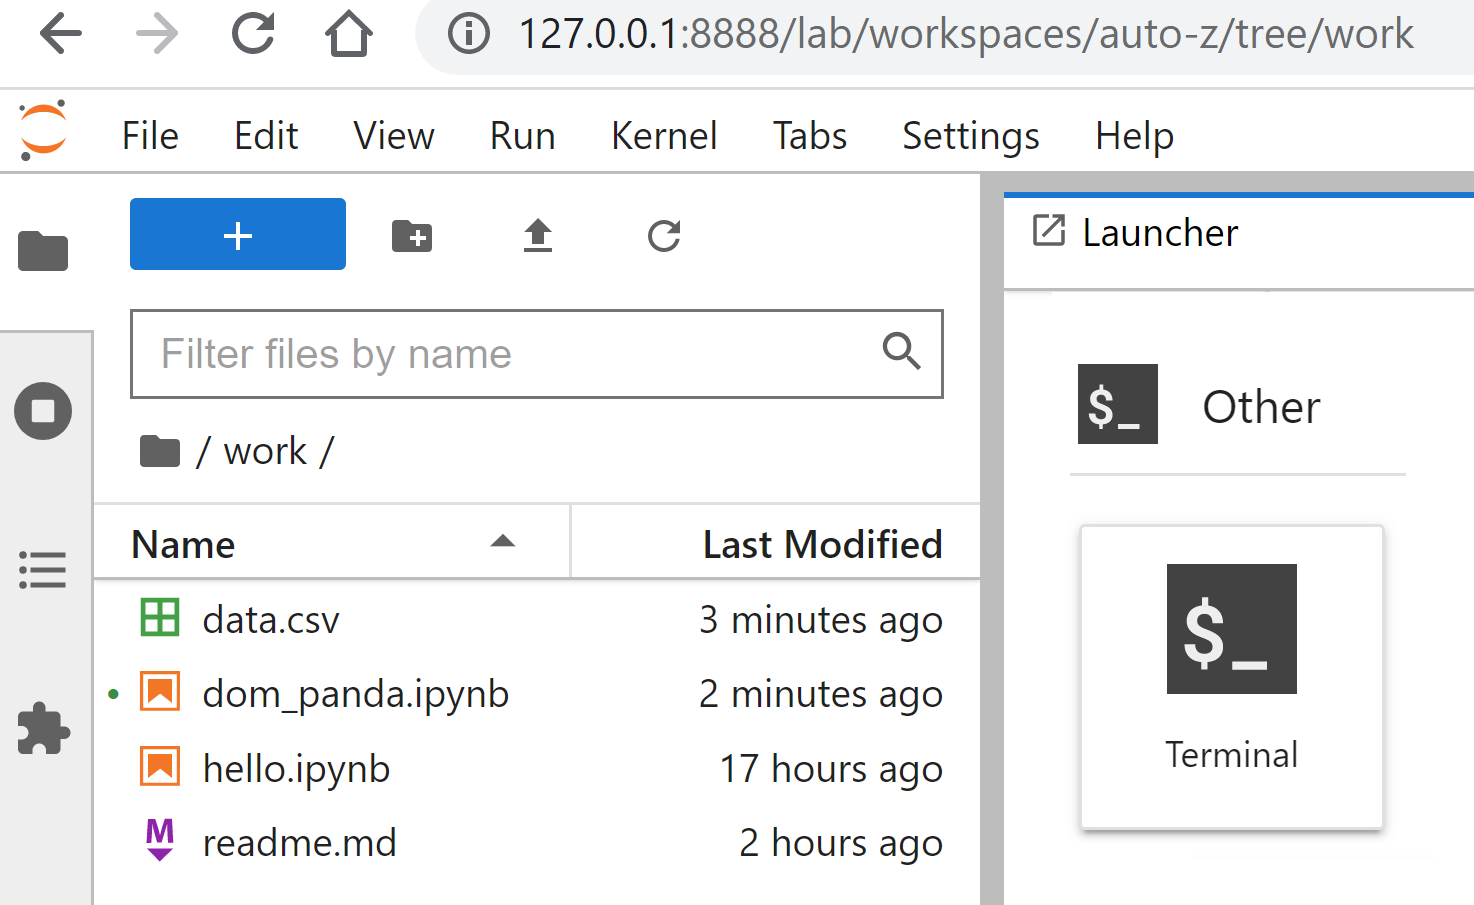 127.0.0.1:8888/lab/workspaces/auto-z/tree/work
File Edit View Run Kernel Tabs Settings Help
+
Launcher
Filter files by name
$_ Other
/ work /
Name Last Modified
data.csv 3 minutes ago
dom_panda.ipynb 2 minutes ago
hello.ipynb 17 hours ago
M readme.md 2 hours ago
$_
Terminal